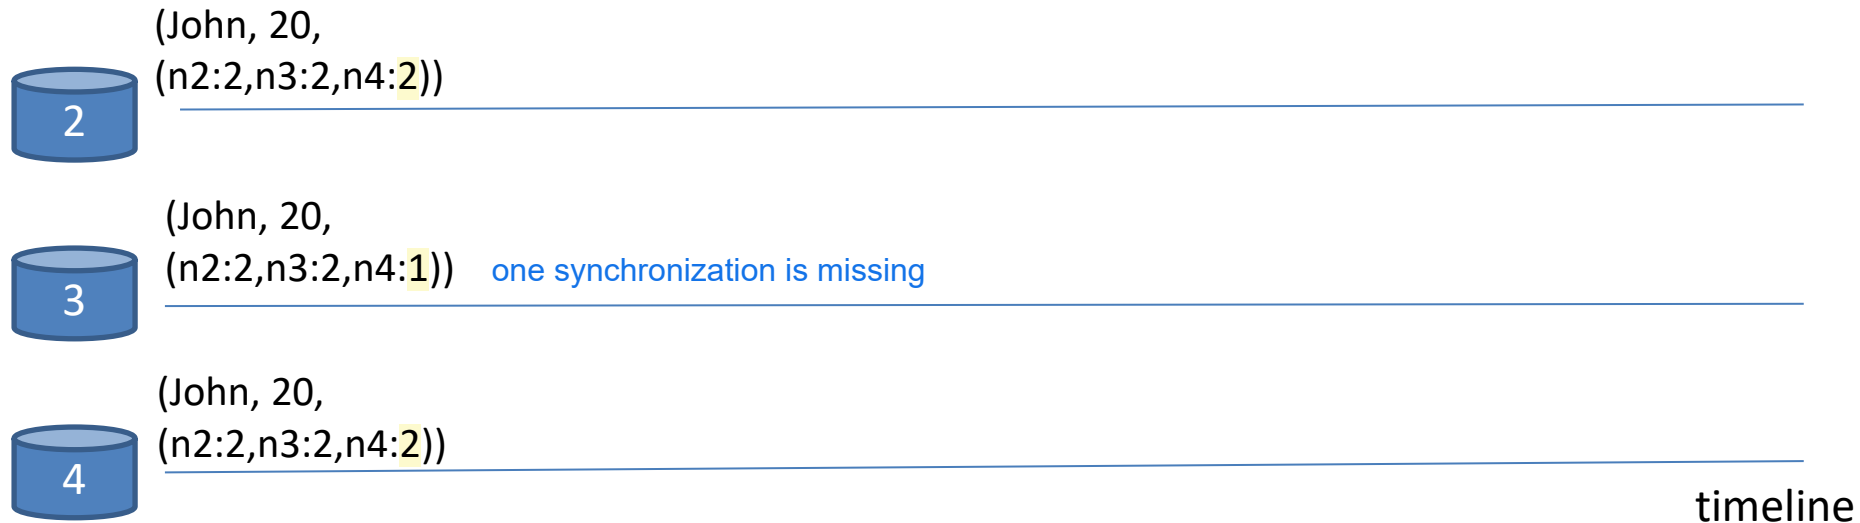 (John, 20,
(n2:2,n3:2,n4:2))
2
(John, 20,
(n2:2,n3:2,n4:1)) one synchronization is missing
3
(John, 20,
(n2:2,n3:2,n4:2))
4
timeline